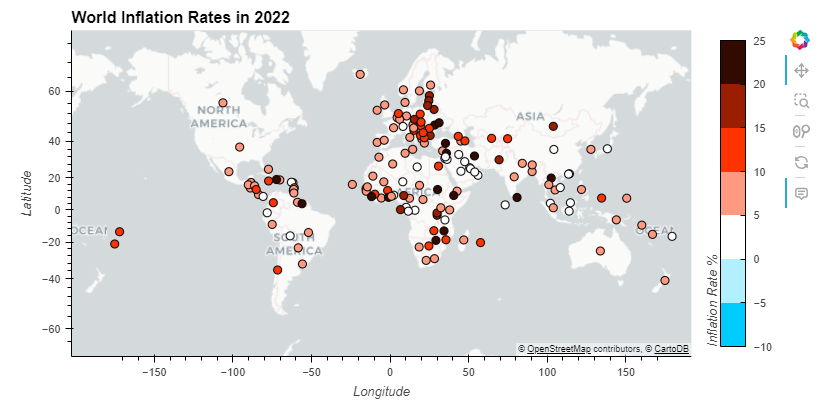 World Inflation Rates in 2022
NORTH
AMERICA
ASIA
AFRICA
OCEAN
SOUTH
AMERICA
60
40
20
0
−20
−40
−60
Latitude
−150
−100
−50
0
50
100
150
Longitude
© OpenStreetMap contributors, © CartoDB
25
20
15
10
5
0
−5
−10
Inflation Rate %